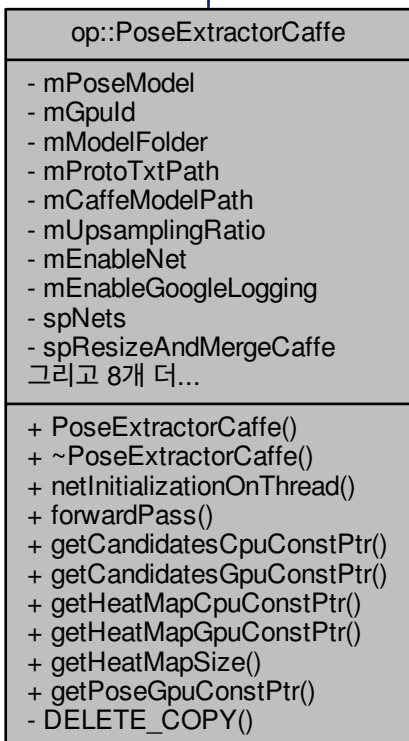 op::PoseExtractorCaffe
- mPoseModel
- mGpuId
- mModelFolder
- mProtoTxtPath
- mCaffeModelPath
- mUpsamplingRatio
- mEnableNet
- mEnableGoogleLogging
- spNets
- spResizeAndMergeCaffe
그리고 8개 더...
+ PoseExtractorCaffe()
+ ~PoseExtractorCaffe()
+ netInitializationOnThread()
+ forwardPass()
+ getCandidatesCpuConstPtr()
+ getCandidatesGpuConstPtr()
+ getHeatMapCpuConstPtr()
+ getHeatMapGpuConstPtr()
+ getHeatMapSize()
+ getPoseGpuConstPtr()
- DELETE_COPY()